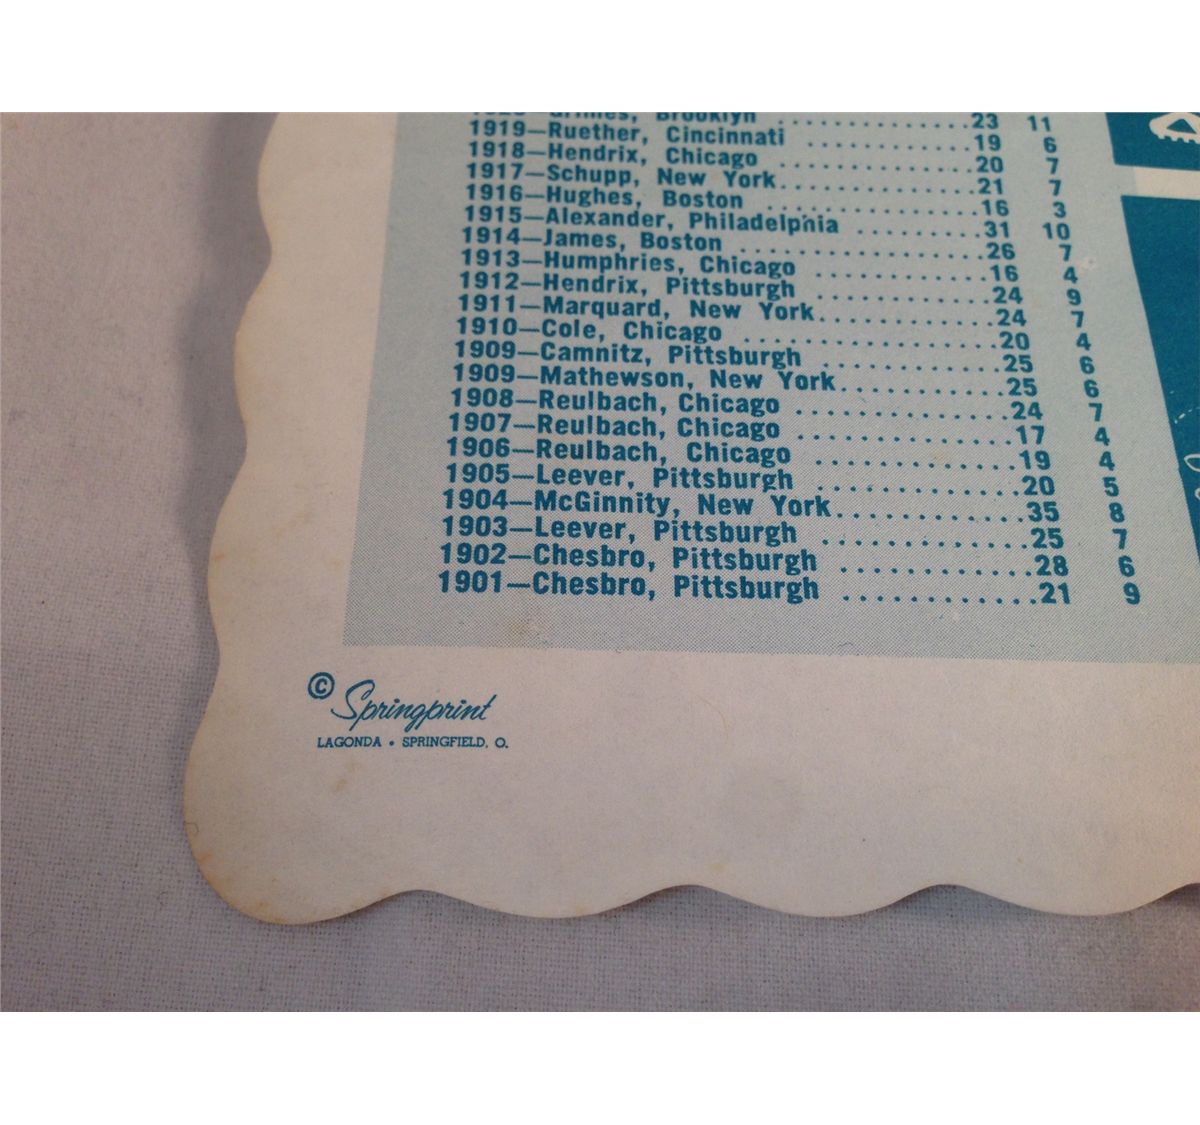 Grimes, Brooklyn ..............23 11
1919—Ruether, Cincinnati ..............19 6
1918—Hendrix, Chicago ................20 7
1917—Schupp, New York................21 7
1916—Hughes, Boston .................16 3
1915—Alexander, Philadelphia ..........31 10
1914—James, Boston ...................26 7
1913—Humphries, Chicago .............16 4
1912—Hendrix, Pittsburgh .............24 9
1911—Marquard, New York.............24 7
1910—Cole, Chicago ...................20 4
1909—Camnitz, Pittsburgh .............25 6
1909—Mathewson, New York...........25 6
1908—Reulbach, Chicago ..............24 7
1907—Reulbach, Chicago ..............17 4
1906—Reulbach, Chicago .............19 4
1905—Leever, Pittsburgh .............20 5
1904—McGinnity, New York............35 8
1903—Leever, Pittsburgh .............25 7
1902—Chesbro, Pittsburgh ............28 6
1901—Chesbro, Pittsburgh ............21 9
© Springprint
LAGONDA • SPRINGFIELD, O.